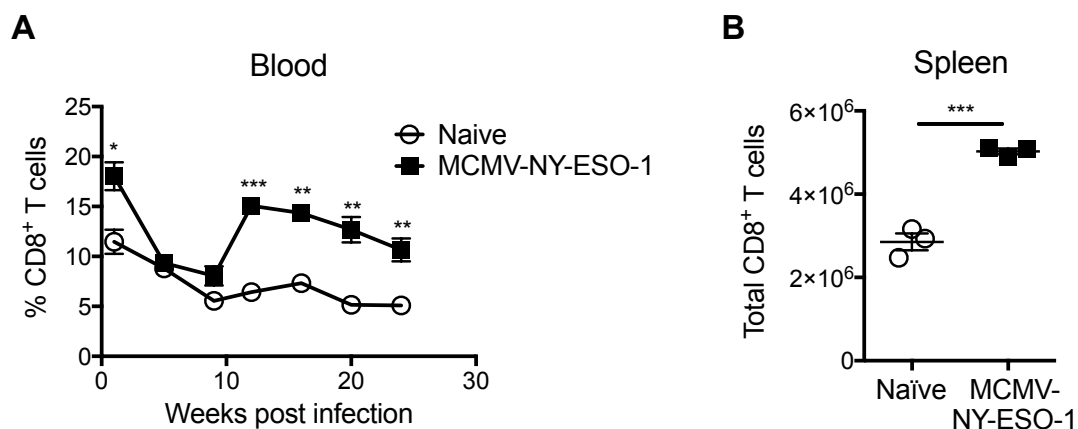 A
Blood
% CD8+ T cells
25
20
15
10
5
0
0 10 20 30
Weeks post infection
Naive
MCMV-NY-ESO-1
*
***
**
**
**
B
Spleen
Total CD8+ T cells
6×10⁶
4×10⁶
2×10⁶
0
***
Naïve
MCMV-
NY-ESO-1